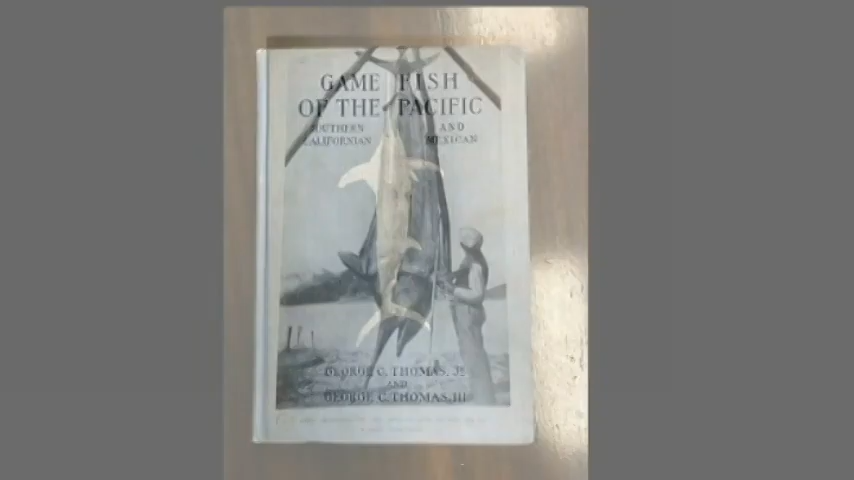 GAME FISH
OF THE PACIFIC
SOUTHERN AND
CALIFORNIAN MEXICAN
GEORGE C. THOMAS, Jr.
AND
GEORGE C. THOMAS, III